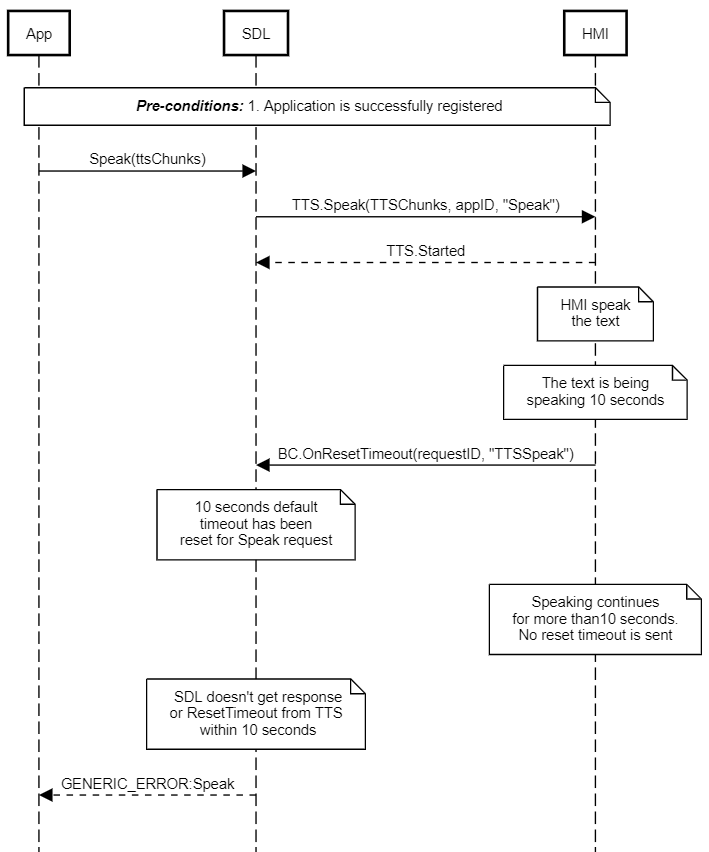 App
SDL
HMI
Pre-conditions: 1. Application is successfully registered
Speak(ttsChunks)
TTS.Speak(TTSChunks, appID, "Speak")
TTS.Started
HMI speak
the text
The text is being
speaking 10 seconds
BC.OnResetTimeout(requestID, "TTSSpeak")
10 seconds default
timeout has been
reset for Speak request
Speaking continues
for more than10 seconds.
No reset timeout is sent
SDL doesn't get response
or ResetTimeout from TTS
within 10 seconds
GENERIC_ERROR:Speak